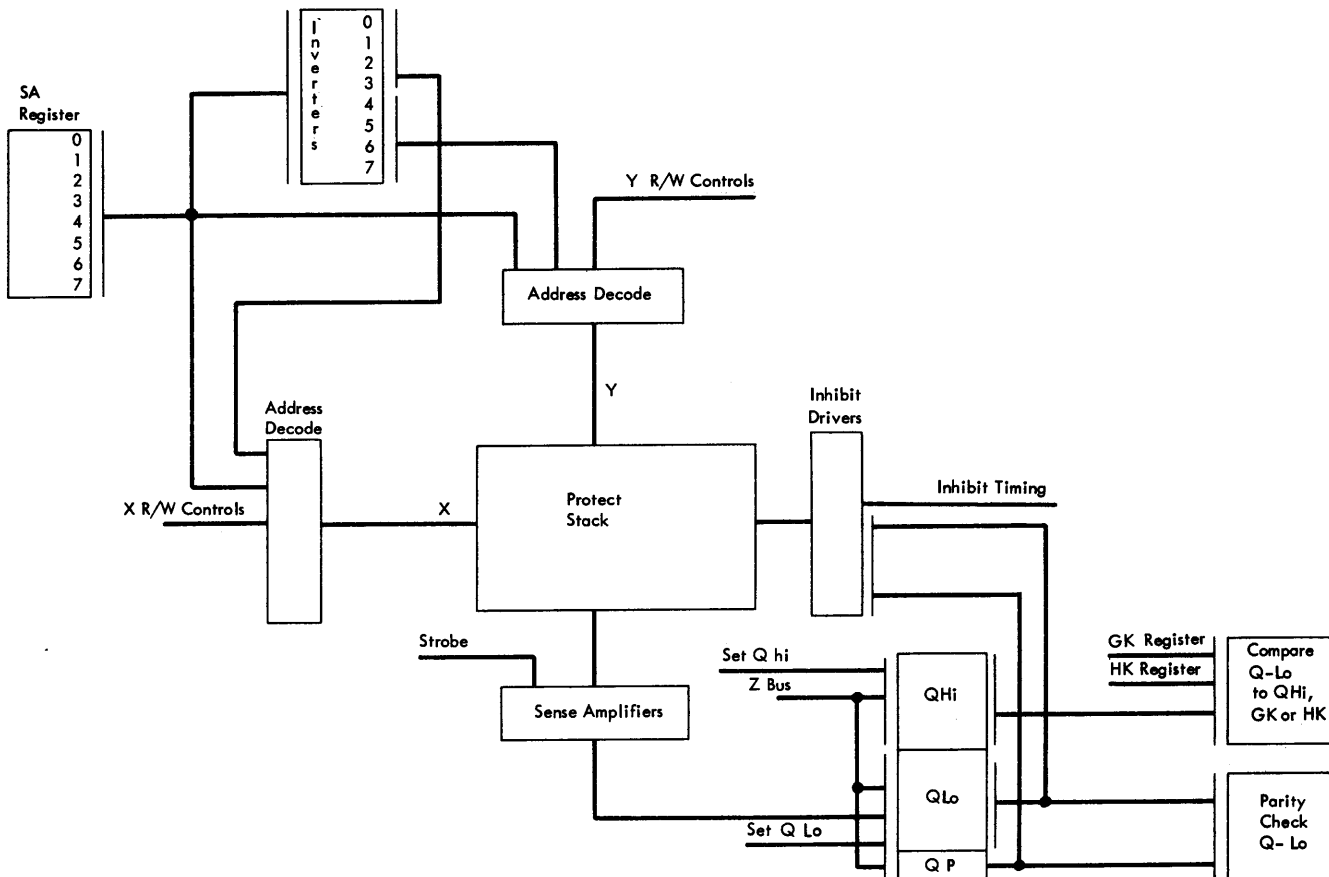 Inverters
0
1
2
3
4
5
6
7
SA
Register
0
1
2
3
4
5
6
7
Y R/W Controls
Address Decode
Y
Address
Decode
Inhibit
Drivers
X R/W Controls
X
Protect
Stack
Inhibit Timing
Strobe
Sense Amplifiers
Set Q hi
Z Bus
QHi
GK Register
HK Register
Compare
Q-Lo
to QHi,
GK or HK
QLo
Set Q Lo
Q P
Parity
Check
Q- Lo